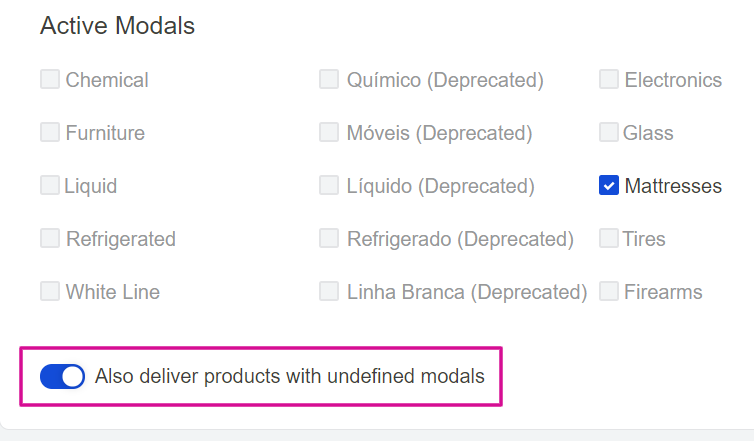 Active Modals
Chemical Químico (Deprecated) Electronics
Furniture Móveis (Deprecated) Glass
Liquid Líquido (Deprecated) Mattresses
Refrigerated Refrigerado (Deprecated) Tires
White Line Linha Branca (Deprecated) Firearms
Also deliver products with undefined modals